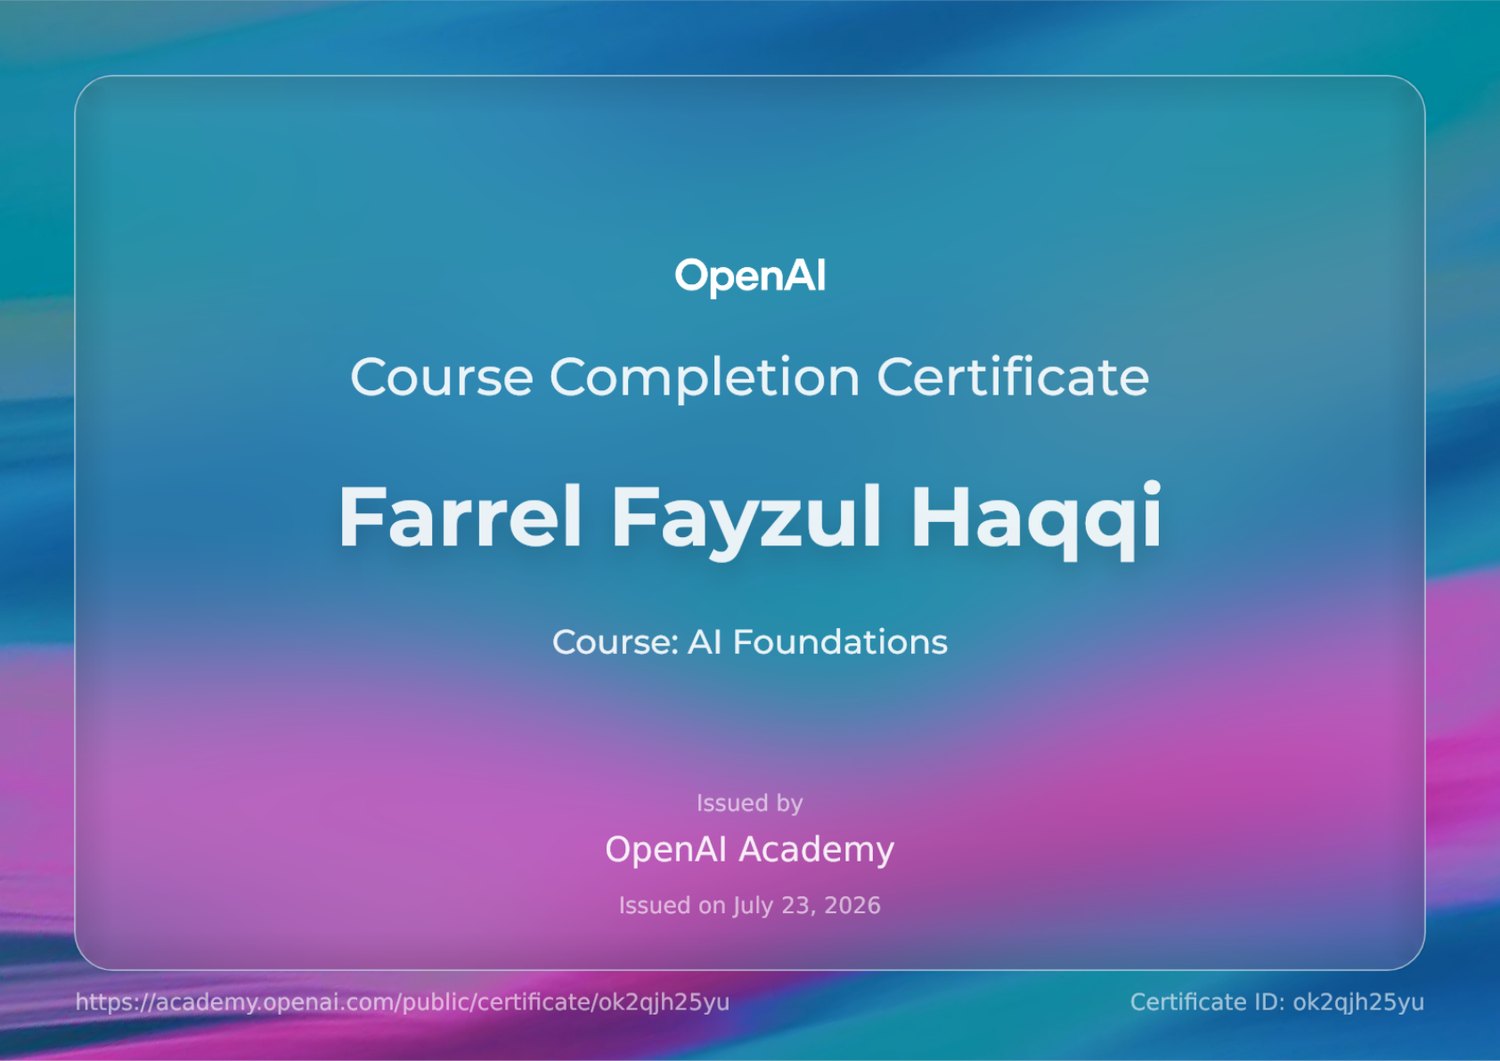 OpenAI
Course Completion Certificate
Farrel Fayzul Haqqi
Course: AI Foundations
Issued by
OpenAI Academy
Issued on July 23, 2026
https://academy.openai.com/public/certificate/ok2qjh25yu
Certificate ID: ok2qjh25yu